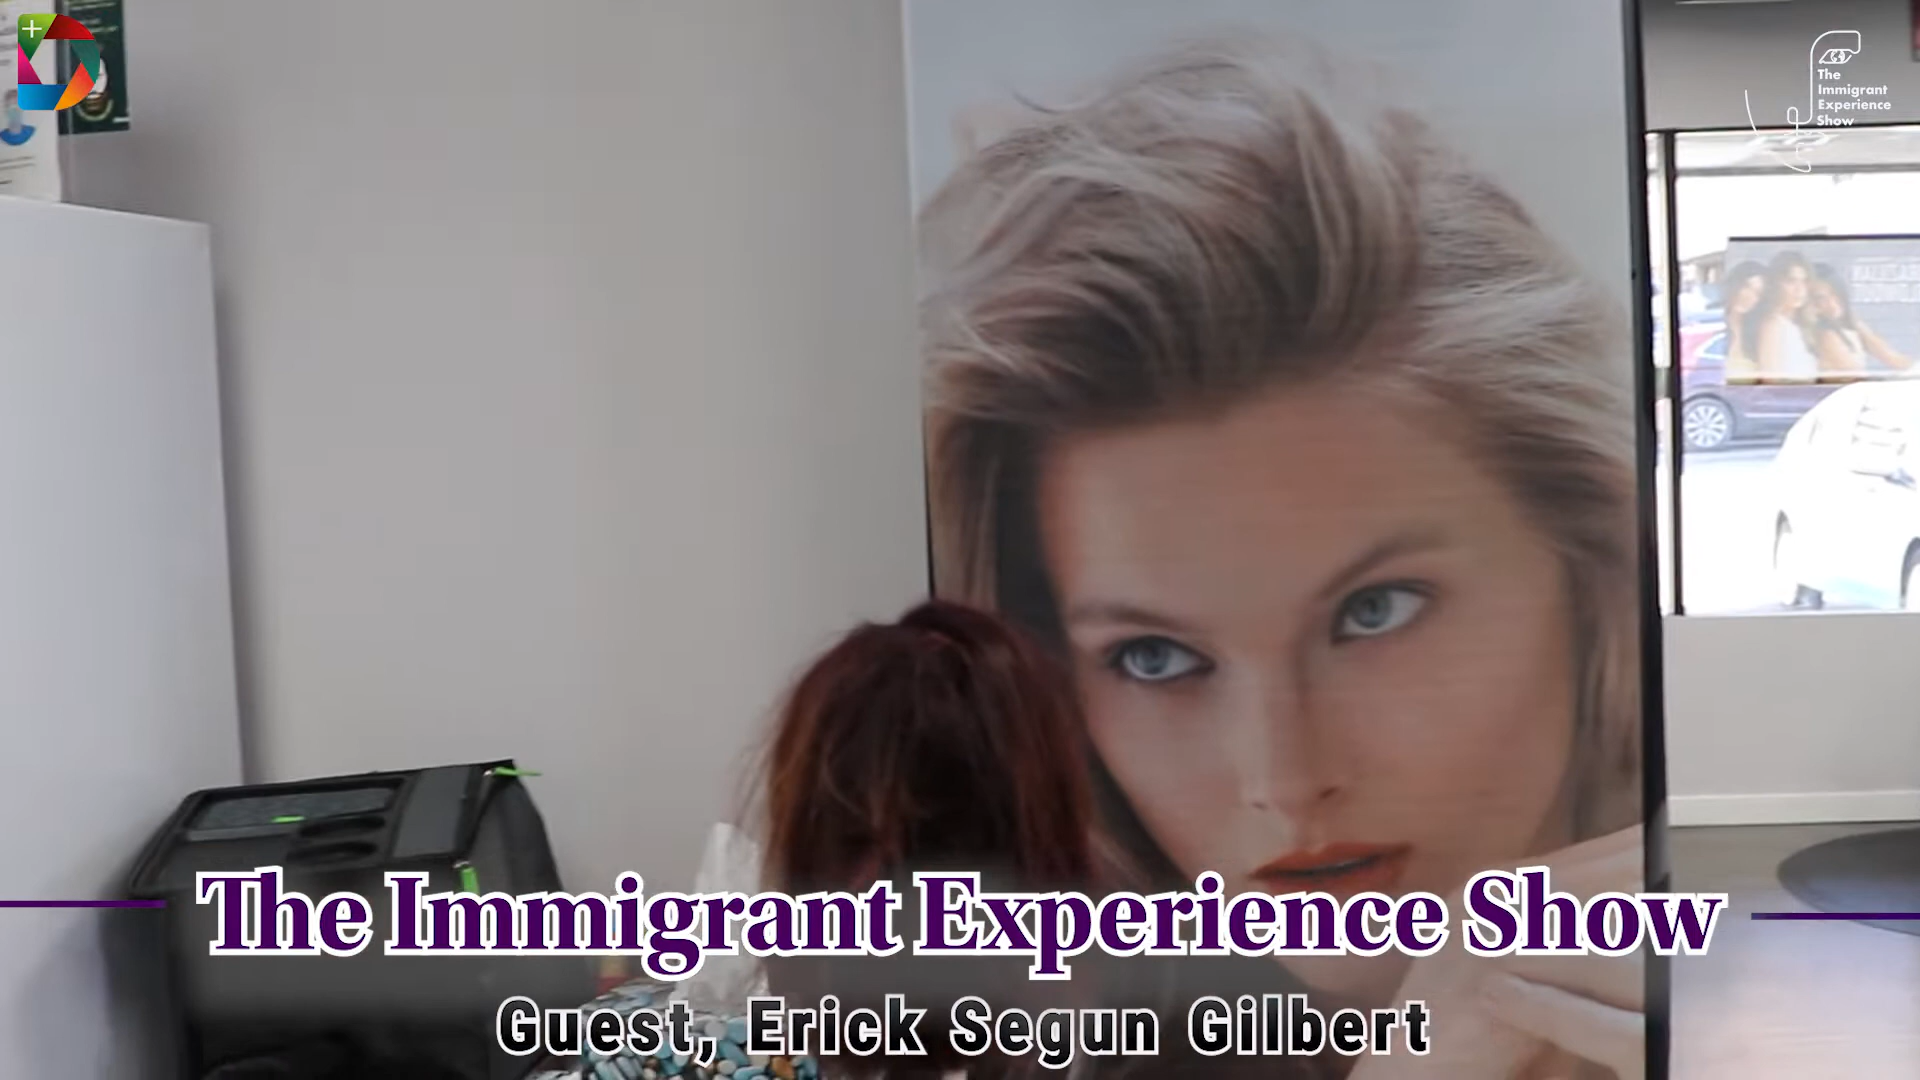 The
Immigrant
Experience
Show
The Immigrant Experience Show
Guest, Erick Segun Gilbert